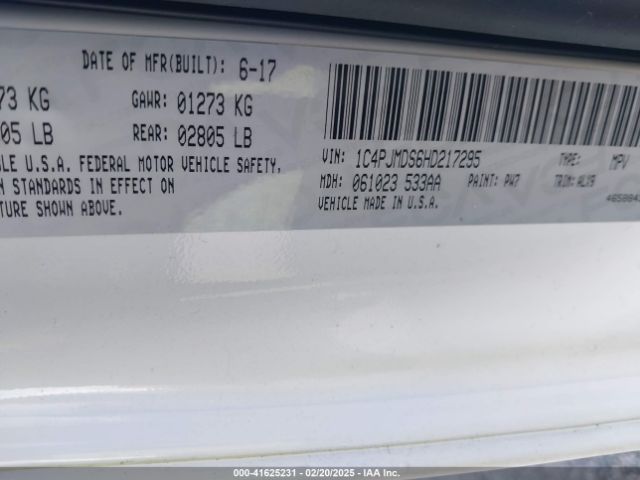 DATE OF MFR(BUILT): 6-17
73 KG GAWR: 01273 KG
05 LB REAR: 02805 LB
BLE U.S.A. FEDERAL MOTOR VEHICLE SAFETY,
N STANDARDS IN EFFECT ON
TURE SHOWN ABOVE.
VIN: 1C4PJMDS6HD217295 TYPE: MPV
MDH: 061023 533AA PAINT: PW7 TRIM: ALX9
VEHICLE MADE IN U.S.A.
000-41625231 - 02/20/2025 - IAA Inc.